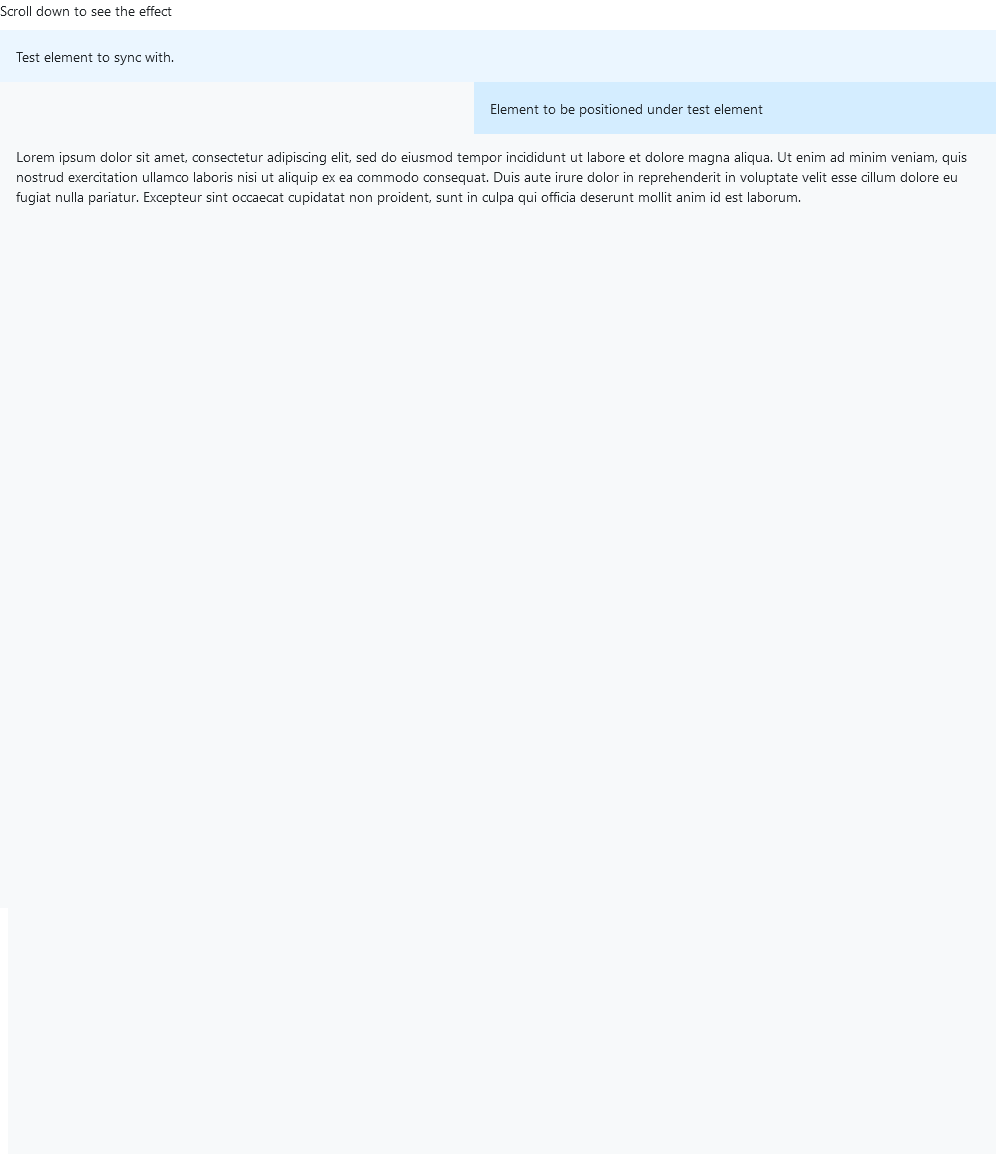 Scroll down to see the effect
Test element to sync with.
Element to be positioned under test element
Lorem ipsum dolor sit amet, consectetur adipiscing elit, sed do eiusmod tempor incididunt ut labore et dolore magna aliqua. Ut enim ad minim veniam, quis
nostrud exercitation ullamco laboris nisi ut aliquip ex ea commodo consequat. Duis aute irure dolor in reprehenderit in voluptate velit esse cillum dolore eu
fugiat nulla pariatur. Excepteur sint occaecat cupidatat non proident, sunt in culpa qui officia deserunt mollit anim id est laborum.